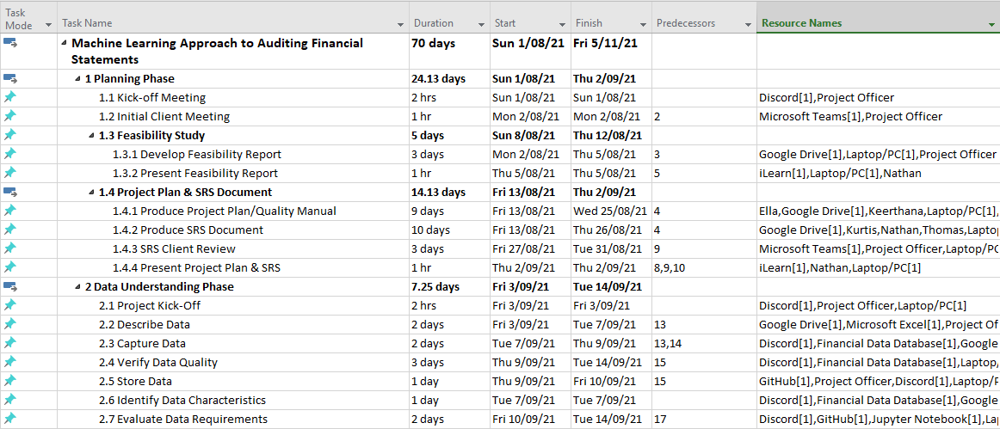 Task Mode Task Name Duration Start Finish Predecessors Resource Names
Machine Learning Approach to Auditing Financial Statements 70 days Sun 1/08/21 Fri 5/11/21
1 Planning Phase 24.13 days Sun 1/08/21 Thu 2/09/21
1.1 Kick-off Meeting 2 hrs Sun 1/08/21 Sun 1/08/21 Discord[1],Project Officer
1.2 Initial Client Meeting 1 hr Mon 2/08/21 Mon 2/08/21 2 Microsoft Teams[1],Project Officer
1.3 Feasibility Study 5 days Sun 8/08/21 Thu 12/08/21
1.3.1 Develop Feasibility Report 3 days Mon 2/08/21 Thu 5/08/21 3 Google Drive[1],Laptop/PC[1],Project Officer
1.3.2 Present Feasibility Report 1 hr Thu 5/08/21 Thu 5/08/21 5 iLearn[1],Laptop/PC[1],Nathan
1.4 Project Plan & SRS Document 14.13 days Fri 13/08/21 Thu 2/09/21
1.4.1 Produce Project Plan/Quality Manual 9 days Fri 13/08/21 Wed 25/08/21 4 Ella,Google Drive[1],Keerthana,Laptop/PC[1],
1.4.2 Produce SRS Document 10 days Fri 13/08/21 Thu 26/08/21 4 Google Drive[1],Kurtis,Nathan,Thomas,Lapto
1.4.3 SRS Client Review 3 days Fri 27/08/21 Tue 31/08/21 9 Microsoft Teams[1],Project Officer,Laptop/PC
1.4.4 Present Project Plan & SRS 1 hr Thu 2/09/21 Thu 2/09/21 8,9,10 iLearn[1],Nathan,Laptop/PC[1]
2 Data Understanding Phase 7.25 days Fri 3/09/21 Tue 14/09/21
2.1 Project Kick-Off 2 hrs Fri 3/09/21 Fri 3/09/21 Discord[1],Project Officer,Laptop/PC[1]
2.2 Describe Data 2 days Fri 3/09/21 Tue 7/09/21 13 Google Drive[1],Microsoft Excel[1],Project Of
2.3 Capture Data 2 days Tue 7/09/21 Thu 9/09/21 13,14 Discord[1],Financial Data Database[1],Google
2.4 Verify Data Quality 3 days Thu 9/09/21 Tue 14/09/21 15 Discord[1],Financial Data Database[1],Laptop,
2.5 Store Data 1 day Thu 9/09/21 Fri 10/09/21 15 GitHub[1],Project Officer,Discord[1],Laptop/P
2.6 Identify Data Characteristics 1 day Tue 7/09/21 Tue 7/09/21 Discord[1],Financial Data Database[1],Google
2.7 Evaluate Data Requirements 2 days Fri 10/09/21 Tue 14/09/21 17 Discord[1],GitHub[1],Jupyter Notebook[1],Lap